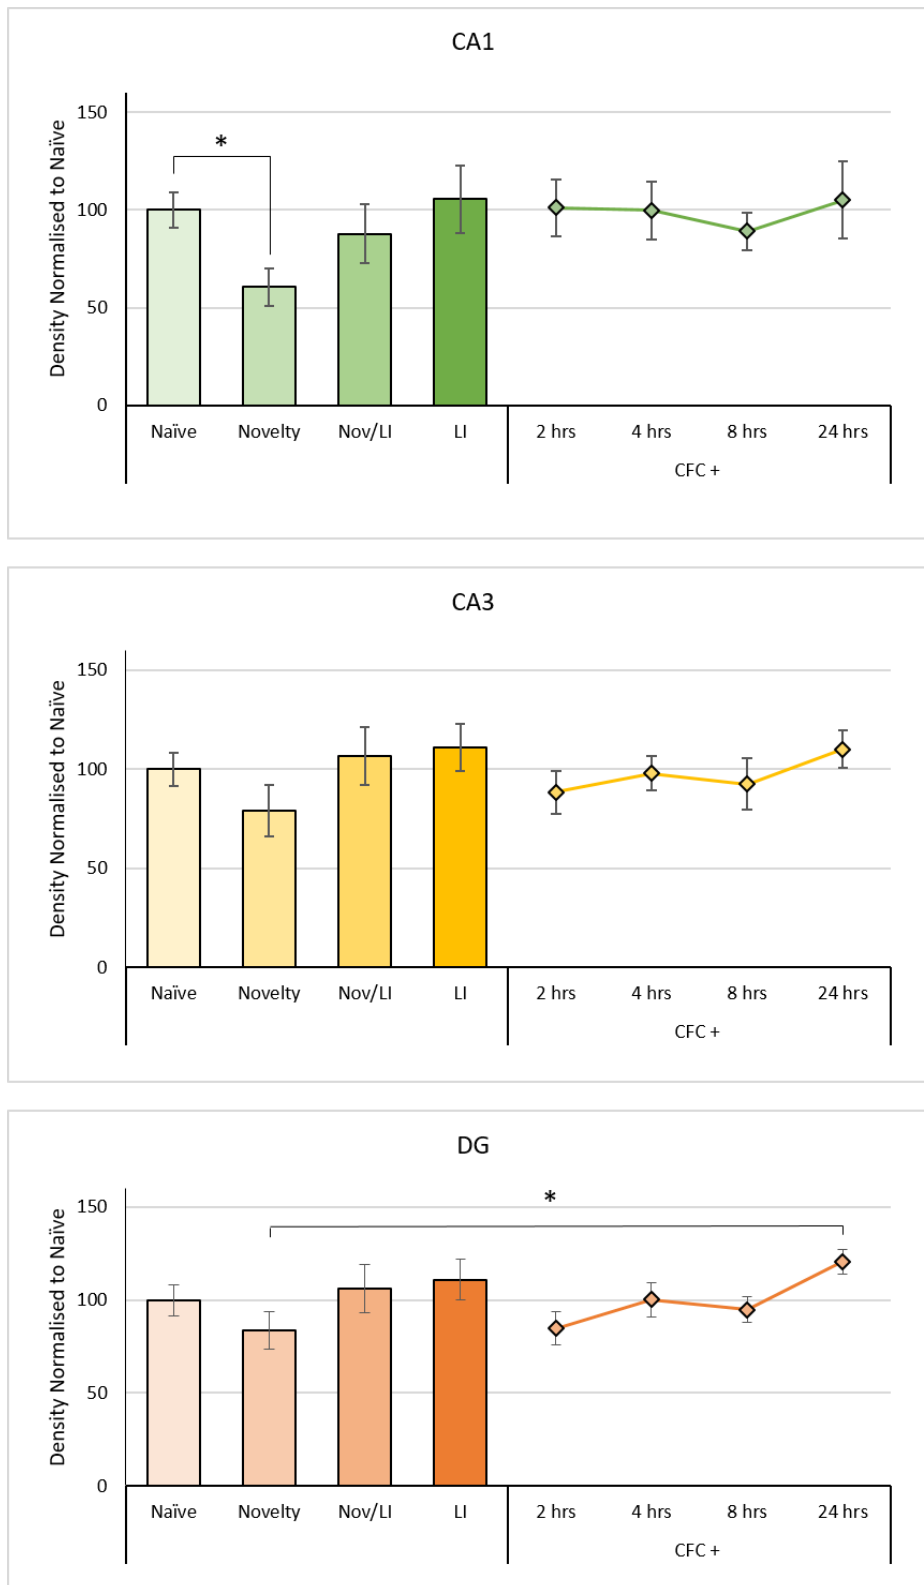 CA1
Density Normalised to Naïve
150
*
100
50
0
Naïve Novelty Nov/LI LI 2 hrs 4 hrs 8 hrs 24 hrs
CFC +
CA3
Density Normalised to Naïve
150
100
50
0
Naïve Novelty Nov/LI LI 2 hrs 4 hrs 8 hrs 24 hrs
CFC +
DG
Density Normalised to Naïve
*
150
100
50
0
Naïve Novelty Nov/LI LI 2 hrs 4 hrs 8 hrs 24 hrs
CFC +